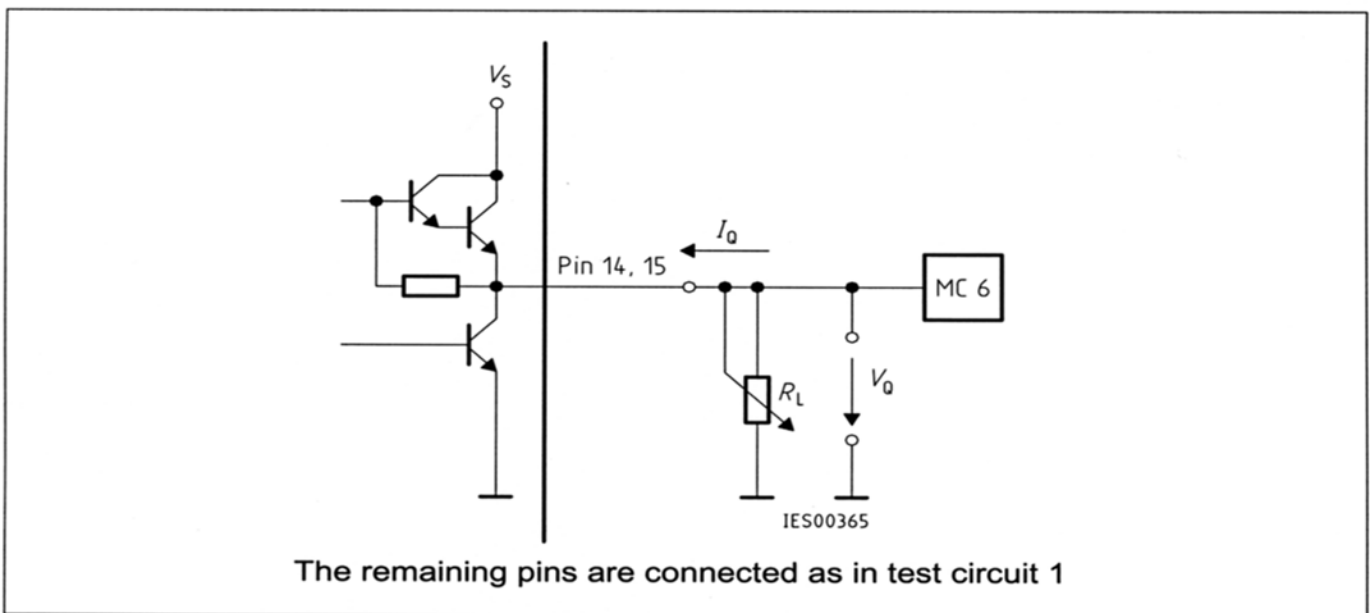 V_S
I_Q
Pin 14, 15
MC 6
R_L
V_Q
IES00365
The remaining pins are connected as in test circuit 1